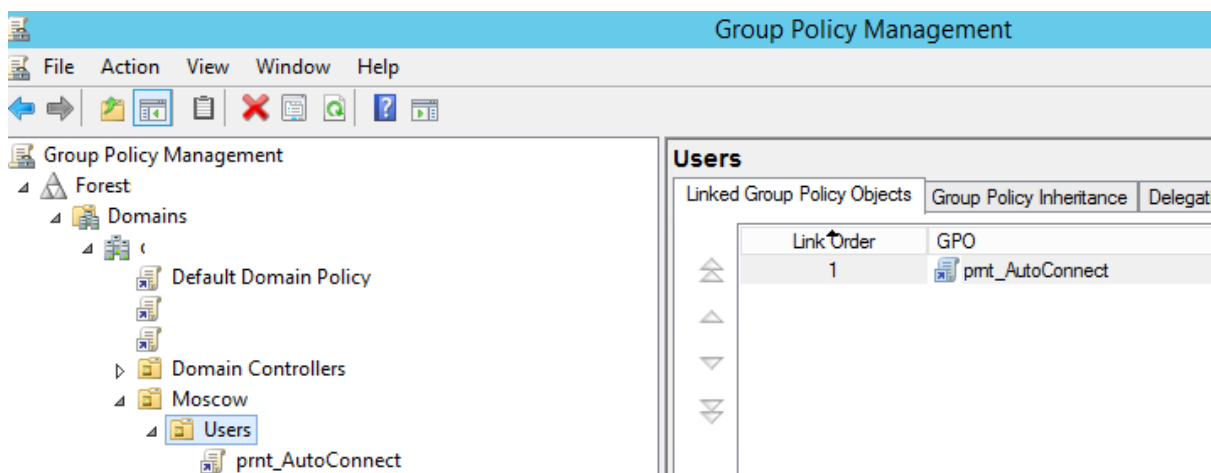 Group Policy Management
File Action View Window Help
Group Policy Management
Forest
Domains
Default Domain Policy
Domain Controllers
Moscow
Users
prnt_AutoConnect
Users
Linked Group Policy Objects Group Policy Inheritance Delegati
Link Order GPO
1 prnt_AutoConnect